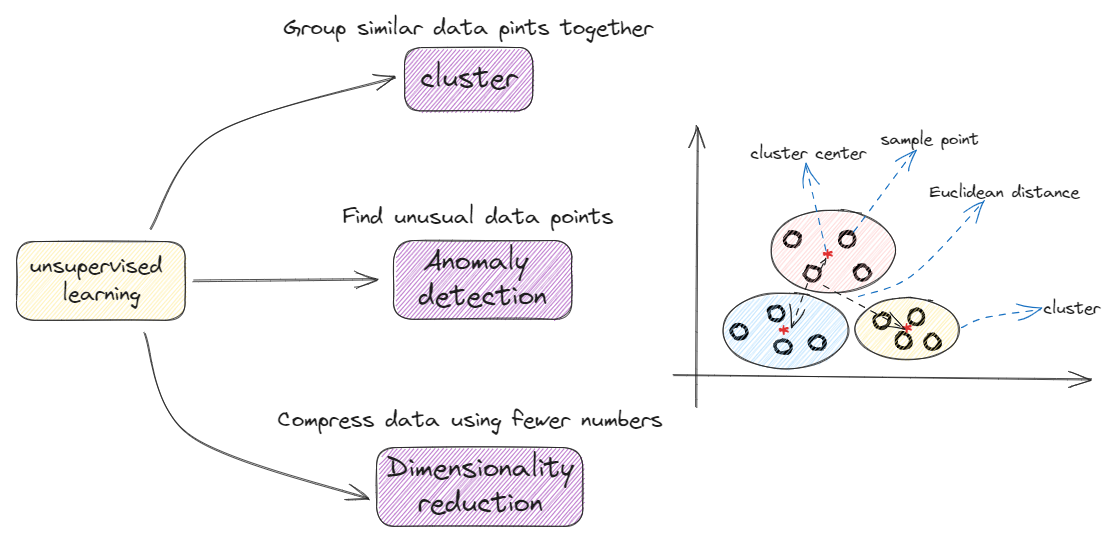 Group similar data pints together
cluster
Find unusual data points
unsupervised
learning
Anomaly
detection
Compress data using fewer numbers
Dimensionality
reduction
cluster center
sample point
Euclidean distance
cluster